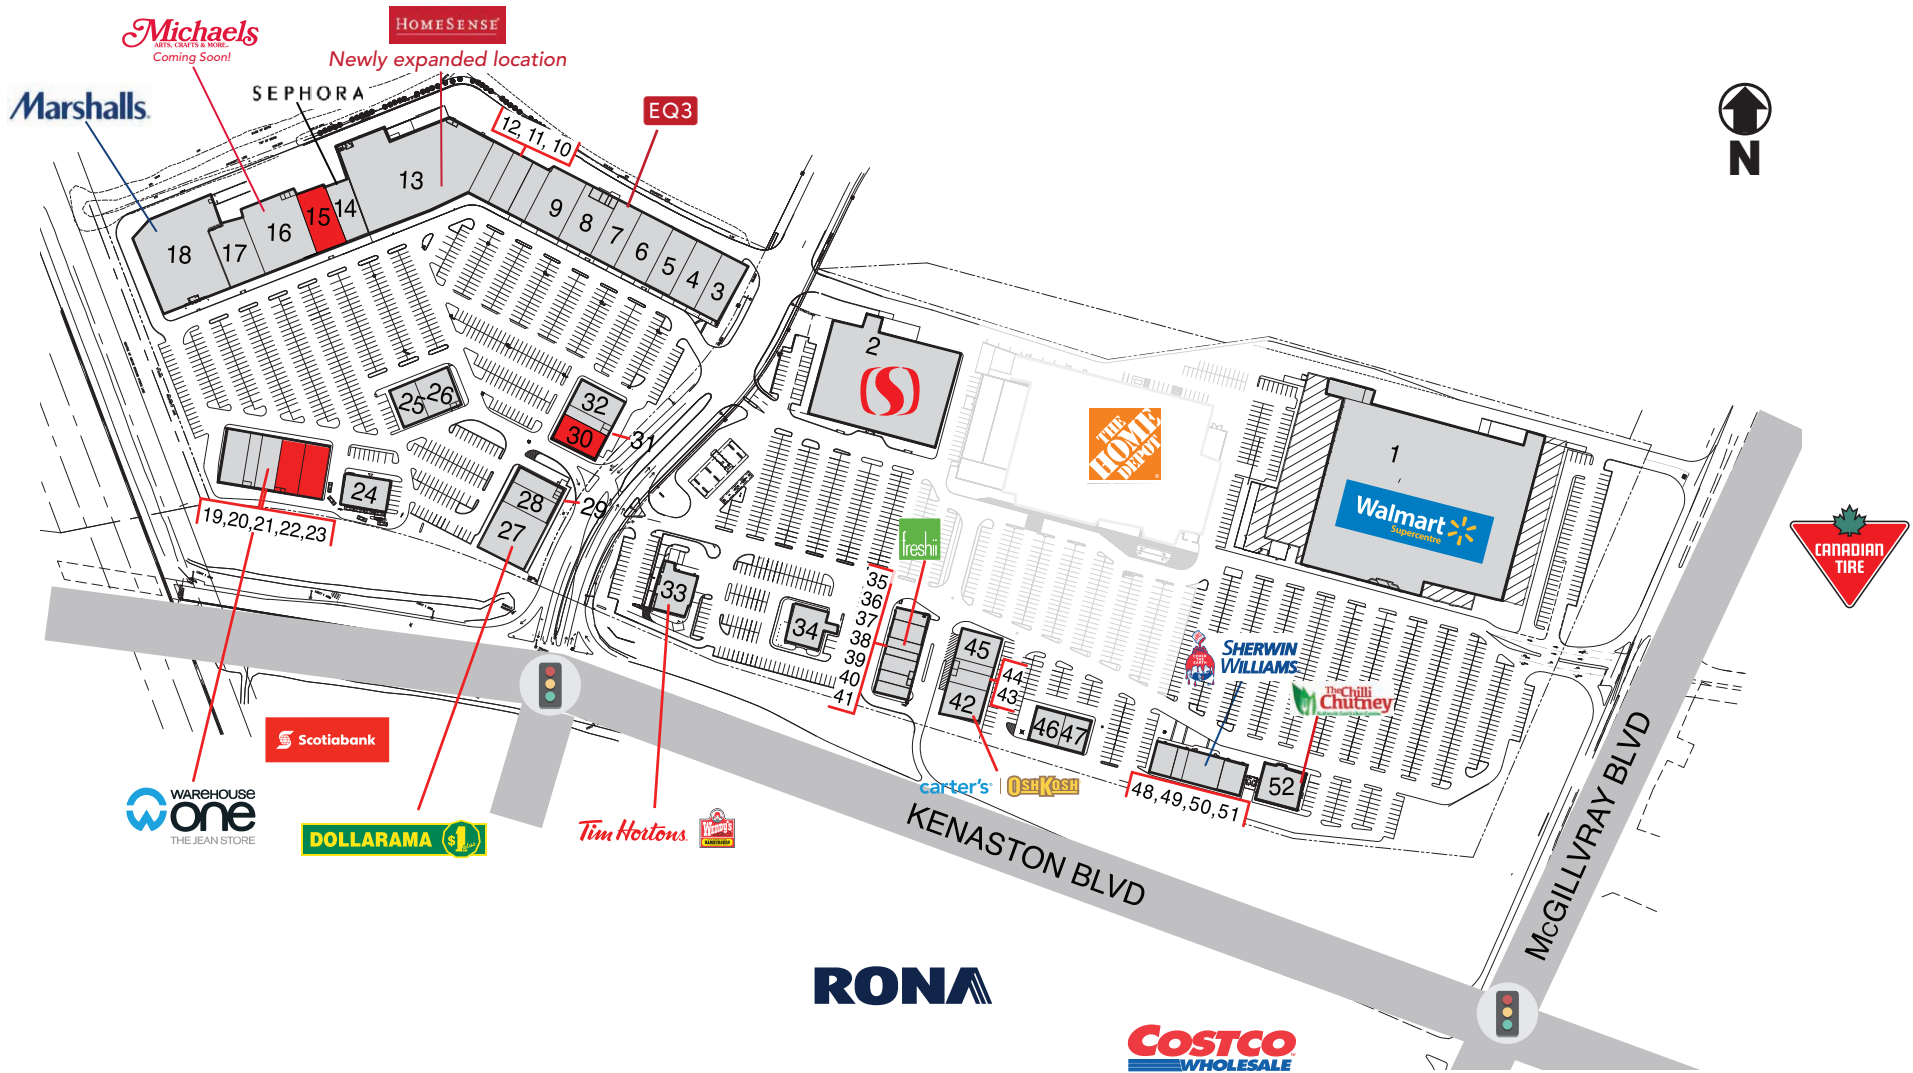 Michaels
ARTS, CRAFTS & MORE.
Coming Soon!
HOMESENSE
Newly expanded location
Marshalls
SEPHORA
EQ3
12, 11, 10
N
18
17
16
15
14
13
9
8
7
6
5
4
3
2
THE HOME DEPOT
1
Walmart
Supercentre
CANADIAN TIRE
25
26
32
30
31
24
28
29
27
19,20,21,22,23
freshii
33
34
35
36
37
38
39
40
41
45
44
43
42
46
47
SHERWIN WILLIAMS
The Chilli Chutney
48,49,50,51
52
Scotiabank
WAREHOUSE
one
THE JEAN STORE
DOLLARAMA $1 plus
Tim Hortons
Wendy's
HAMBURGERS
carter's | OSHKOSH
KENASTON BLVD
MCGILLVRAY BLVD
RONA
COSTCO
WHOLESALE